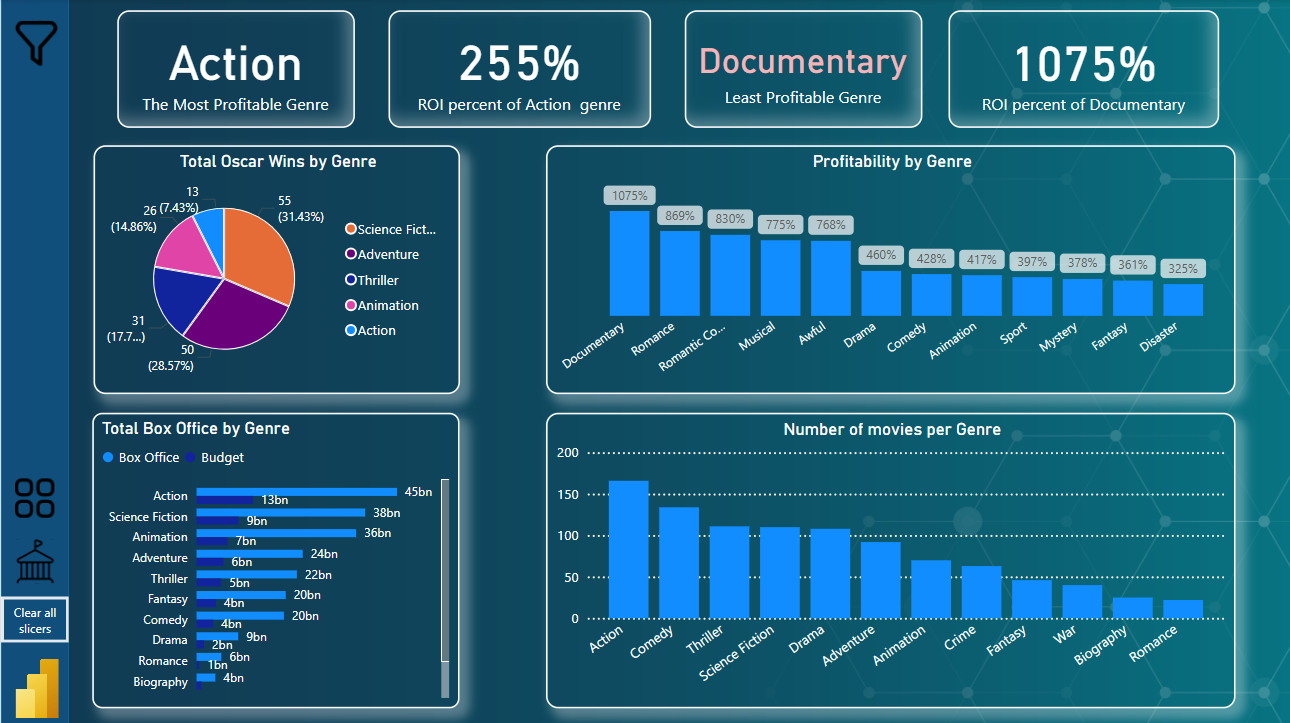 Action
The Most Profitable Genre
255%
ROI percent of Action genre
Documentary
Least Profitable Genre
1075%
ROI percent of Documentary
Total Oscar Wins by Genre
13
(7.43%)
55
(31.43%)
26
(14.86%)
31
(17.7...)
50
(28.57%)
Science Fict...
Adventure
Thriller
Animation
Action
Profitability by Genre
1075%
869%
830%
775%
768%
460%
428%
417%
397%
378%
361%
325%
Documentary
Romance
Romantic Co...
Musical
Awful
Drama
Comedy
Animation
Sport
Mystery
Fantasy
Disaster
Total Box Office by Genre
Box Office Budget
Action 45bn
13bn
Science Fiction 38bn
9bn
Animation 36bn
7bn
Adventure 24bn
6bn
Thriller 22bn
5bn
Fantasy 20bn
4bn
Comedy 20bn
4bn
Drama 9bn
2bn
Romance 6bn
1bn
Biography 4bn
Number of movies per Genre
200
150
100
50
0
Action
Comedy
Thriller
Science Fiction
Drama
Adventure
Animation
Crime
Fantasy
War
Biography
Romance
Clear all
slicers